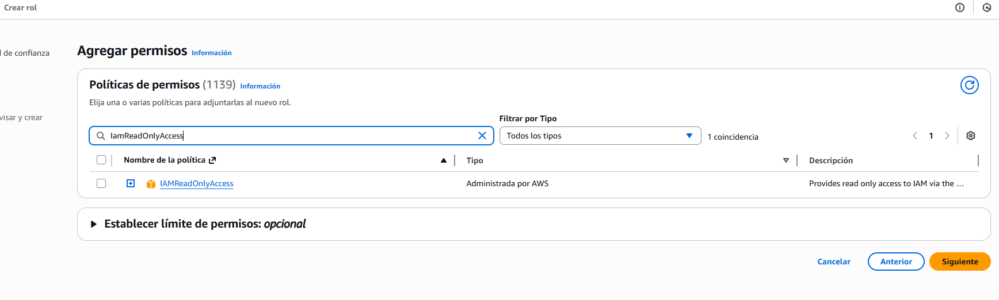 Crear rol
d de confianza
visar y crear
Agregar permisos Información
Políticas de permisos (1139) Información
Elija una o varias políticas para adjuntarlas al nuevo rol.
Filtrar por Tipo
IamReadOnlyAccess
Todos los tipos
1 coincidencia
1
Nombre de la política
Tipo
Descripción
IAMReadOnlyAccess
Administrada por AWS
Provides read only access to IAM via the ...
Establecer límite de permisos: opcional
Cancelar
Anterior
Siguiente